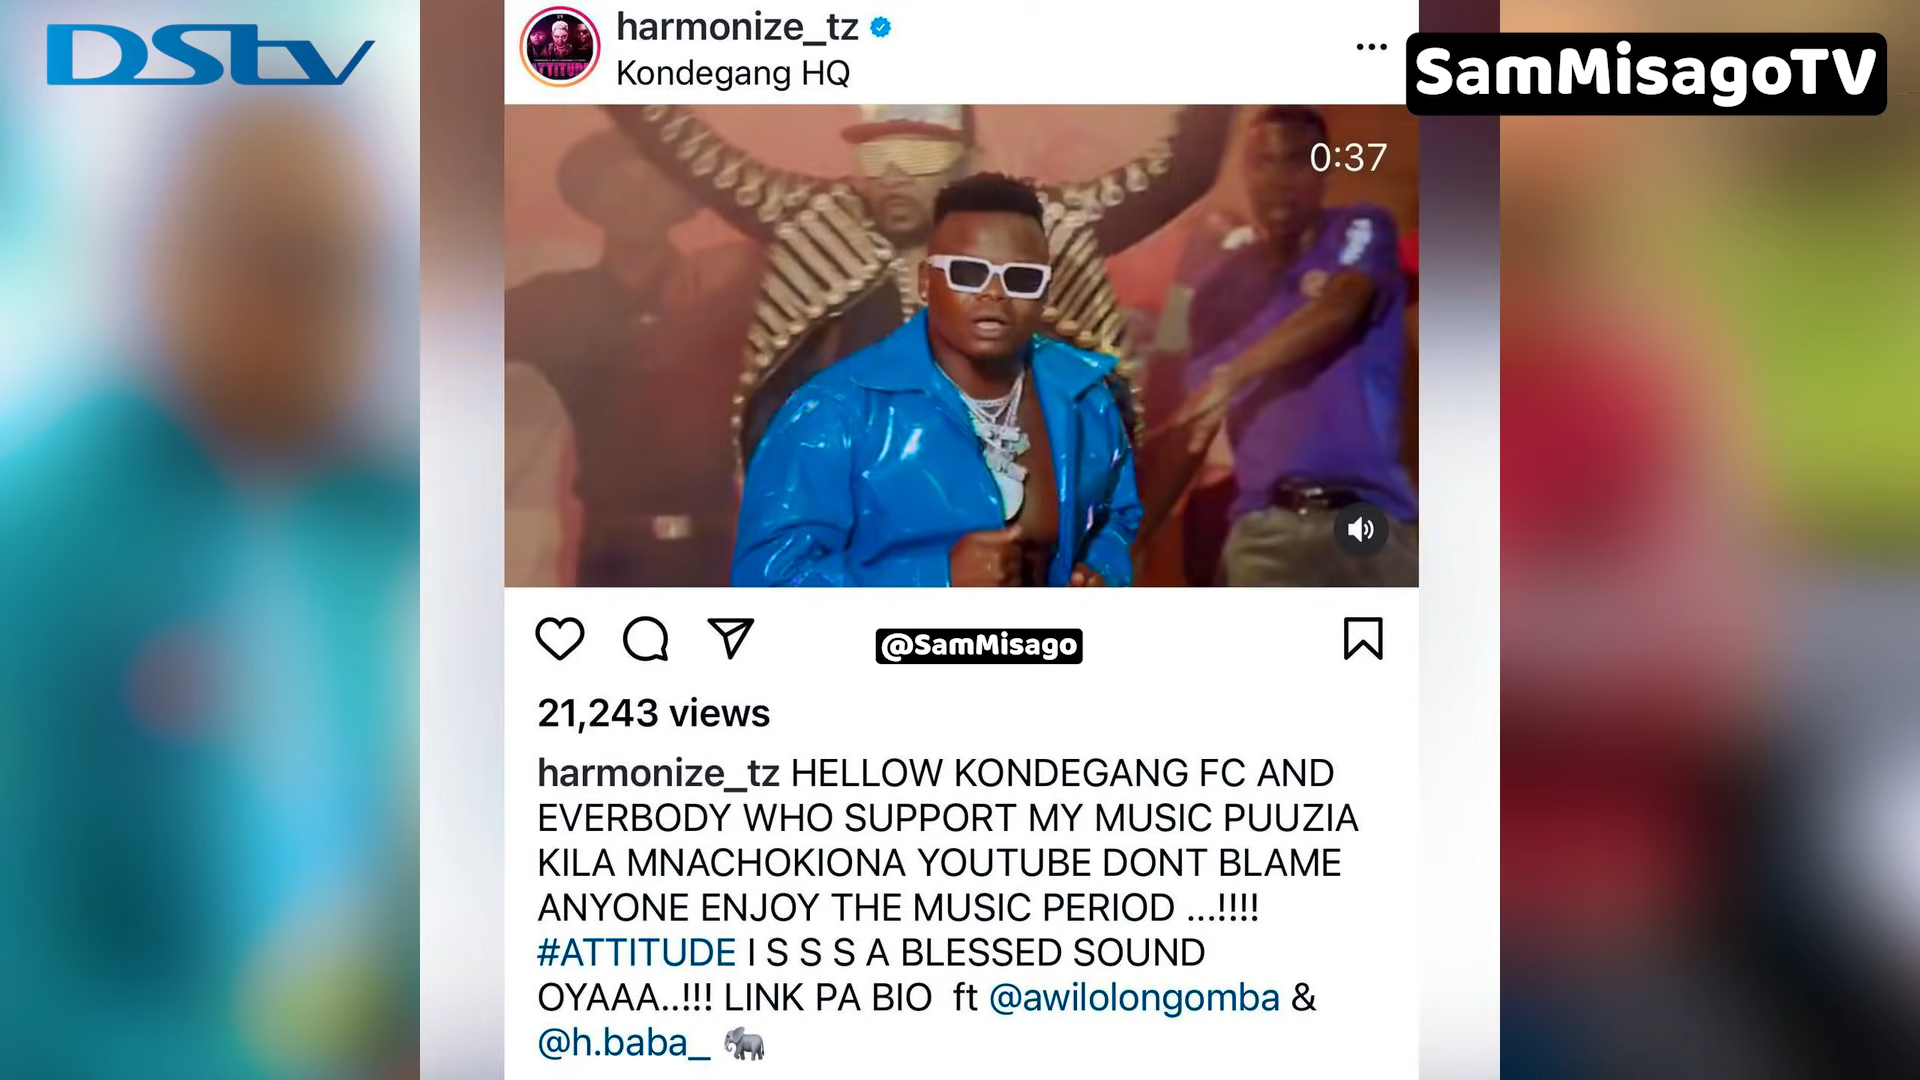 DStv
harmonize_tz
Kondegang HQ
SamMisagoTV
ATTITUDE
0:37
@SamMisago
21,243 views
harmonize_tz HELLOW KONDEGANG FC AND
EVERBODY WHO SUPPORT MY MUSIC PUUZIA
KILA MNACHOKIONA YOUTUBE DONT BLAME
ANYONE ENJOY THE MUSIC PERIOD ...!!!!
#ATTITUDE I S S S A BLESSED SOUND
OYAAA..!!! LINK PA BIO ft @awilolongomba &
@h.baba_ 🐘